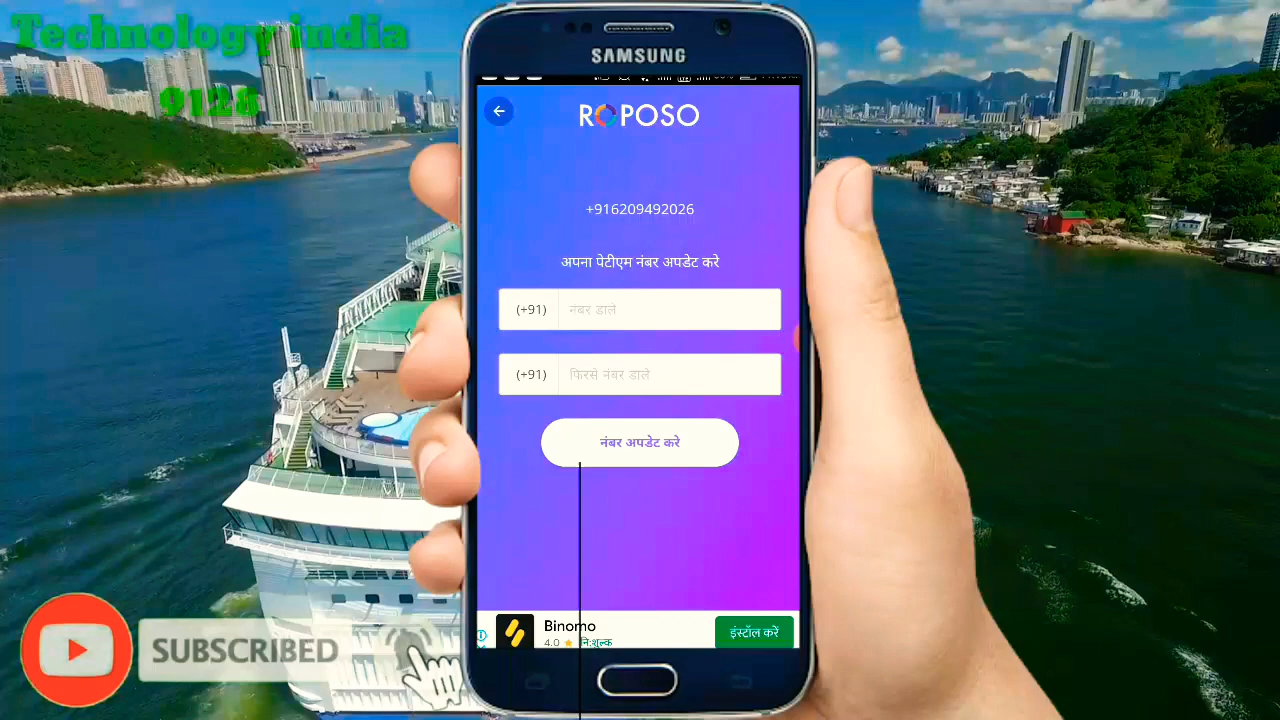 Technology india
9128
SAMSUNG
ROPOSO
+916209492026
अपना पेटीएम नंबर अपडेट करे
(+91) नंबर डाले
(+91) फिरसे नंबर डाले
नंबर अपडेट करे
Binomo
4.0 ★ नि:शुल्क
इंस्टॉल करें
SUBSCRIBED